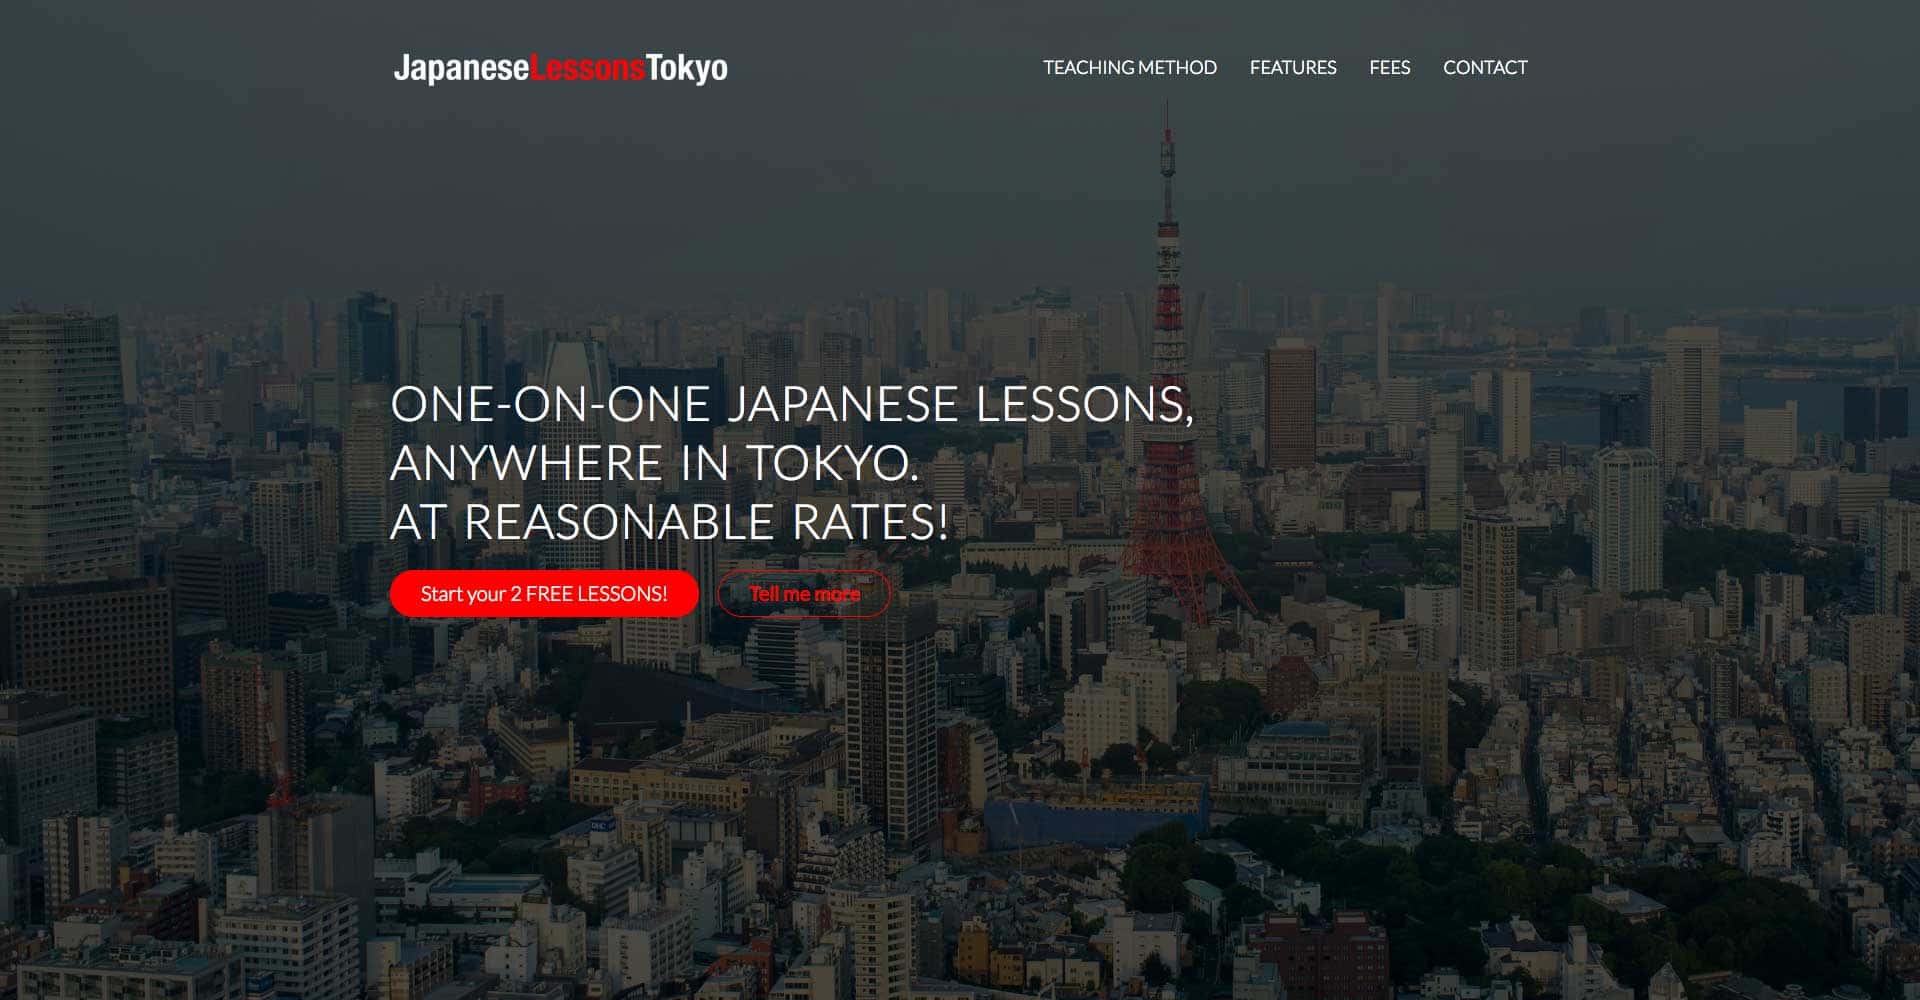 JapaneseLessonsTokyo
TEACHING METHOD FEATURES FEES CONTACT
ONE-ON-ONE JAPANESE LESSONS,
ANYWHERE IN TOKYO.
AT REASONABLE RATES!
Start your 2 FREE LESSONS! Tell me more
DHC